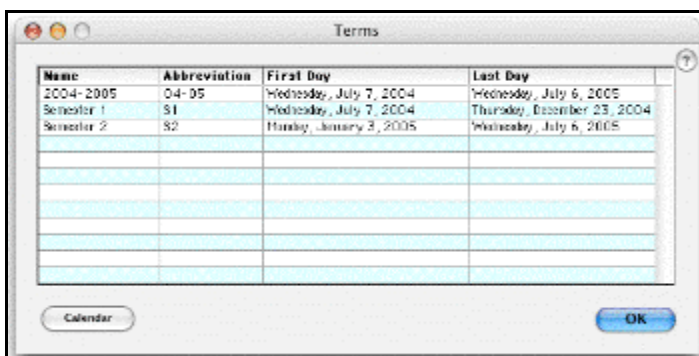 Terms
?
Name Abbreviation First Day Last Day
2004-2005 04-05 Wednesday, July 7, 2004 Wednesday, July 6, 2005
Semester 1 S1 Wednesday, July 7, 2004 Thursday, December 23, 2004
Semester 2 S2 Monday, January 3, 2005 Wednesday, July 6, 2005
Calendar OK